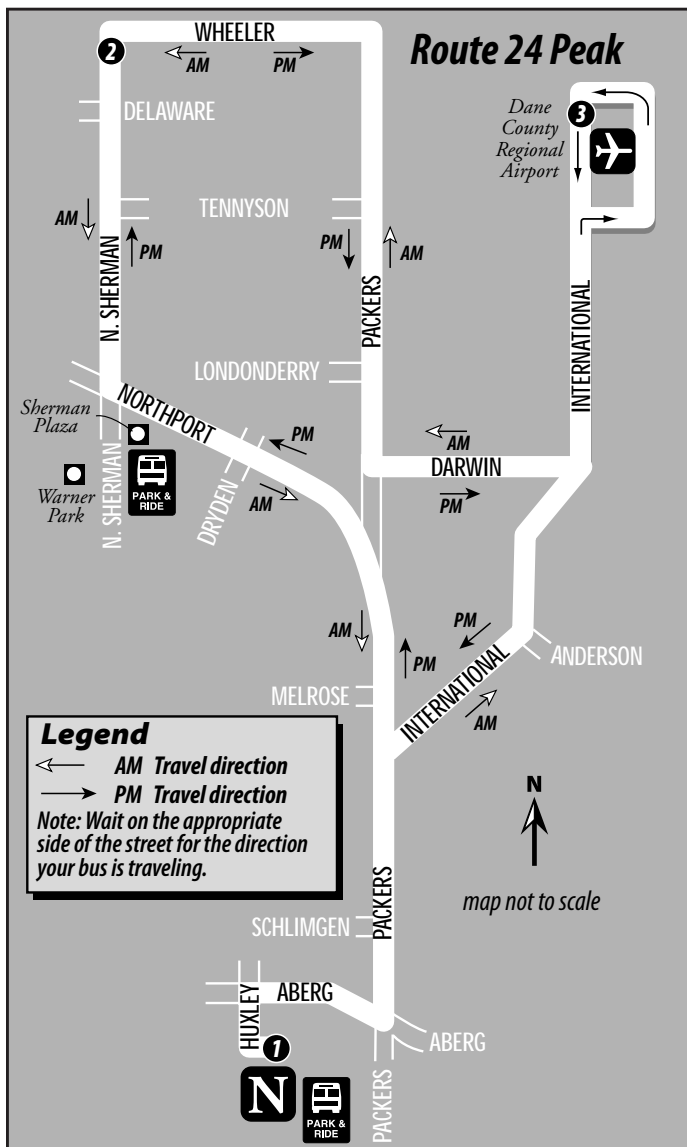 WHEELER
Route 24 Peak
2
AM
PM
DELAWARE
Dane
County
Regional
Airport
3
TENNYSON
AM
PM
N. SHERMAN
PM
AM
PACKERS
INTERNATIONAL
LONDONDERRY
NORTHPORT
Sherman
Plaza
PM
AM
DARWIN
PM
Warner
Park
N. SHERMAN
PARK &
RIDE
DRYDEN
AM
AM
PM
PM
INTERNATIONAL
AM
ANDERSON
MELROSE
Legend
AM Travel direction
PM Travel direction
Note: Wait on the appropriate
side of the street for the direction
your bus is traveling.
N
map not to scale
PACKERS
SCHLIMGEN
HUXLEY
ABERG
1
ABERG
N
PARK &
RIDE
PACKERS